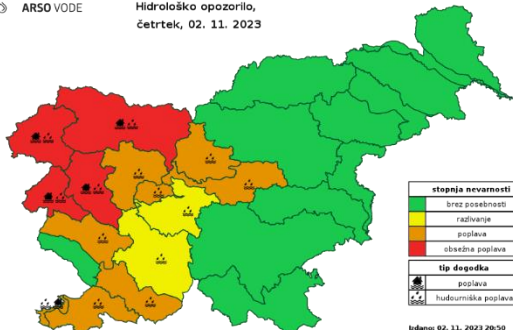 ARSO VODE
Hidrološko opozorilo,
četrtek, 02. 11. 2023
stopnja nevarnosti
brez posebnosti
razlivanje
poplava
obsežna poplava
tip dogodka
poplava
hudourniška poplava
Izdano: 02. 11. 2023 20:50